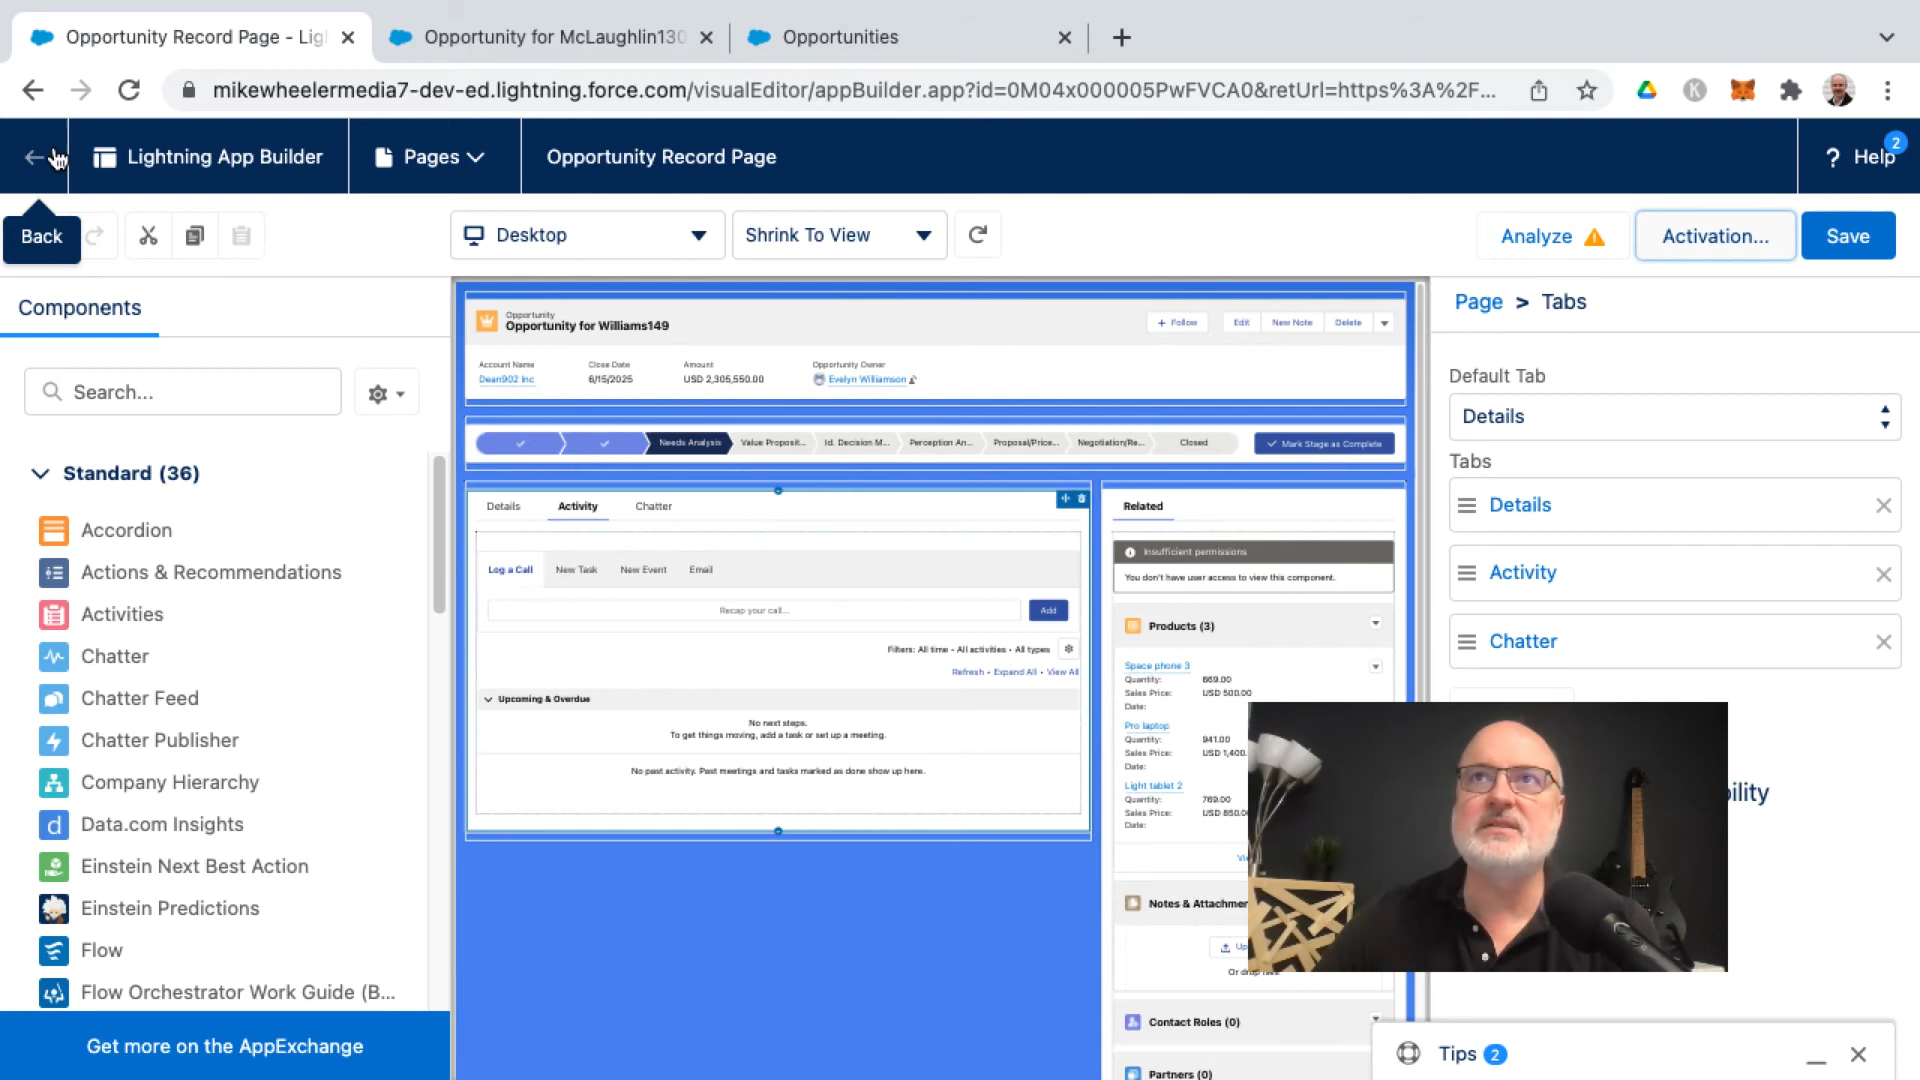 Opportunity Record Page - Lig
Opportunity for McLaughlin130
Opportunities
mikewheelermedia7-dev-ed.lightning.force.com/visualEditor/appBuilder.app?id=0M04x000005PwFVCA0&retUrl=https%3A%2F...
Lightning App Builder
Pages
Opportunity Record Page
? Help
2
Back
Desktop
Shrink To View
Analyze
Activation...
Save
Components
Search...
Standard (36)
Accordion
Actions & Recommendations
Activities
Chatter
Chatter Feed
Chatter Publisher
Company Hierarchy
d Data.com Insights
Einstein Next Best Action
Einstein Predictions
Flow
Flow Orchestrator Work Guide (B...
Get more on the AppExchange
Opportunity
Opportunity for Williams149
+ Follow
Edit
New Note
Delete
Account Name
Close Date
Amount
Opportunity Owner
Dean902 Inc
6/15/2025
USD 2,305,550.00
Evelyn Williamson
Needs Analysis
Value Proposit...
Id. Decision M...
Perception An...
Proposal/Price...
Negotiation/Re...
Closed
Mark Stage as Complete
Details
Activity
Chatter
Log a Call
New Task
New Event
Email
Recap your call...
Add
Filters: All time • All activities • All types
Refresh • Expand All • View All
Upcoming & Overdue
No next steps.
To get things moving, add a task or set up a meeting.
No past activity. Past meetings and tasks marked as done show up here.
Related
Insufficient permissions
You don't have user access to view this component.
Products (3)
Space phone 3
Quantity: 669.00
Sales Price: USD 500.00
Date:
Pro laptop
Quantity: 941.00
Sales Price: USD 1,400.
Date:
Light tablet 2
Quantity: 769.00
Sales Price: USD 850.0
Date:
Vi
Notes & Attachmen
Up
Or drop files
Contact Roles (0)
Partners (0)
Page > Tabs
Default Tab
Details
Tabs
Details
Activity
Chatter
bility
Tips 2